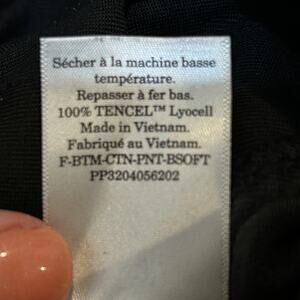 Sécher à la machine basse
température.
Repasser à fer bas.
100% TENCEL™ Lyocell
Made in Vietnam.
Fabriqué au Vietnam.
F-BTM-CTN-PNT-BSOFT
PP3204056202